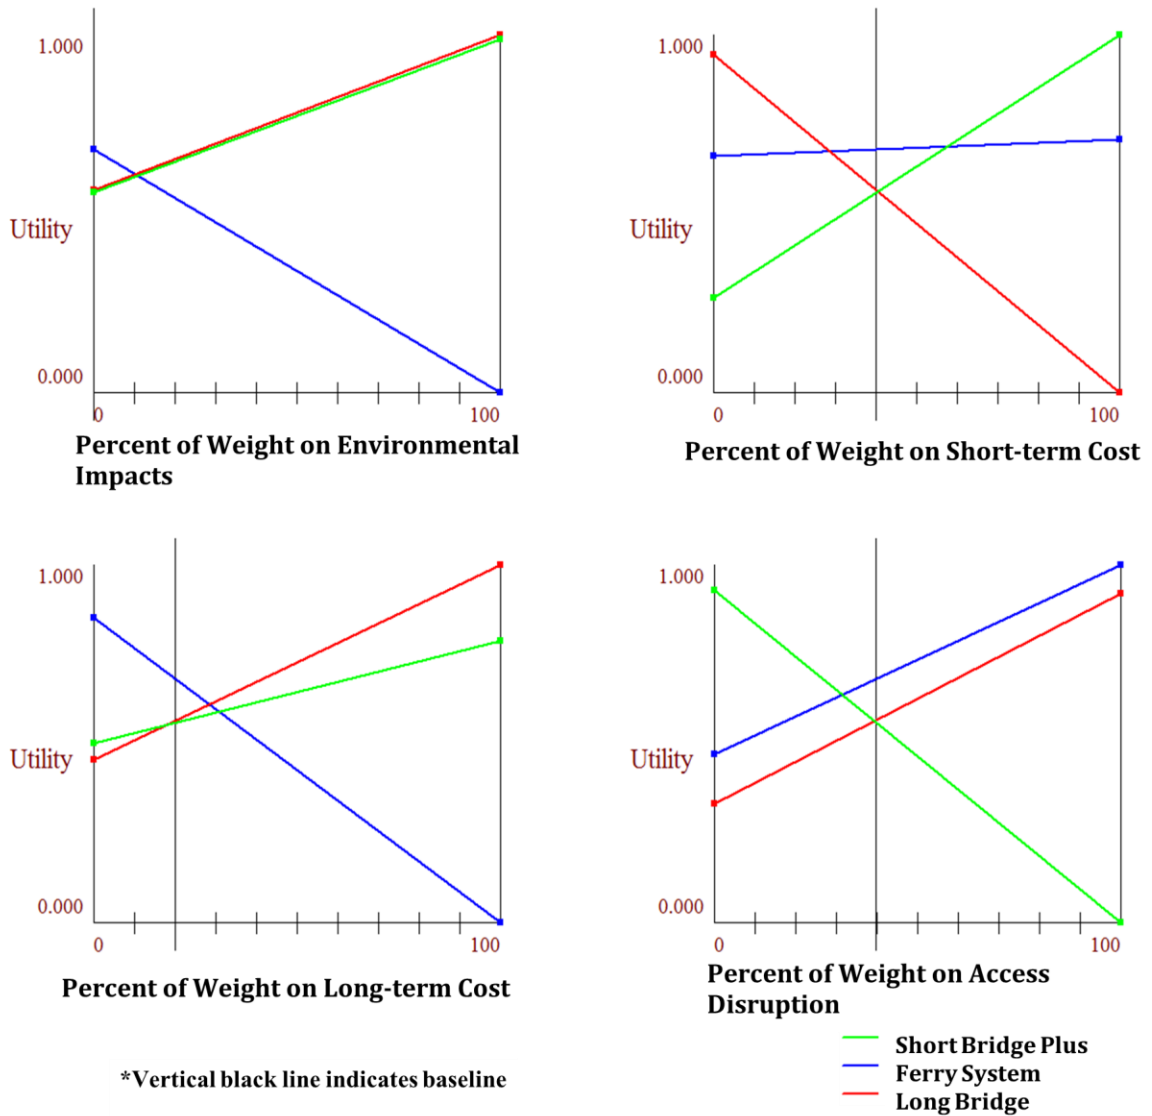 1.000
Utility
0.000
0 100
Percent of Weight on Environmental
Impacts
1.000
Utility
0.000
0 100
Percent of Weight on Short-term Cost
1.000
Utility
0.000
0 100
Percent of Weight on Long-term Cost
1.000
Utility
0.000
0 100
Percent of Weight on Access
Disruption
Short Bridge Plus
Ferry System
Long Bridge
*Vertical black line indicates baseline